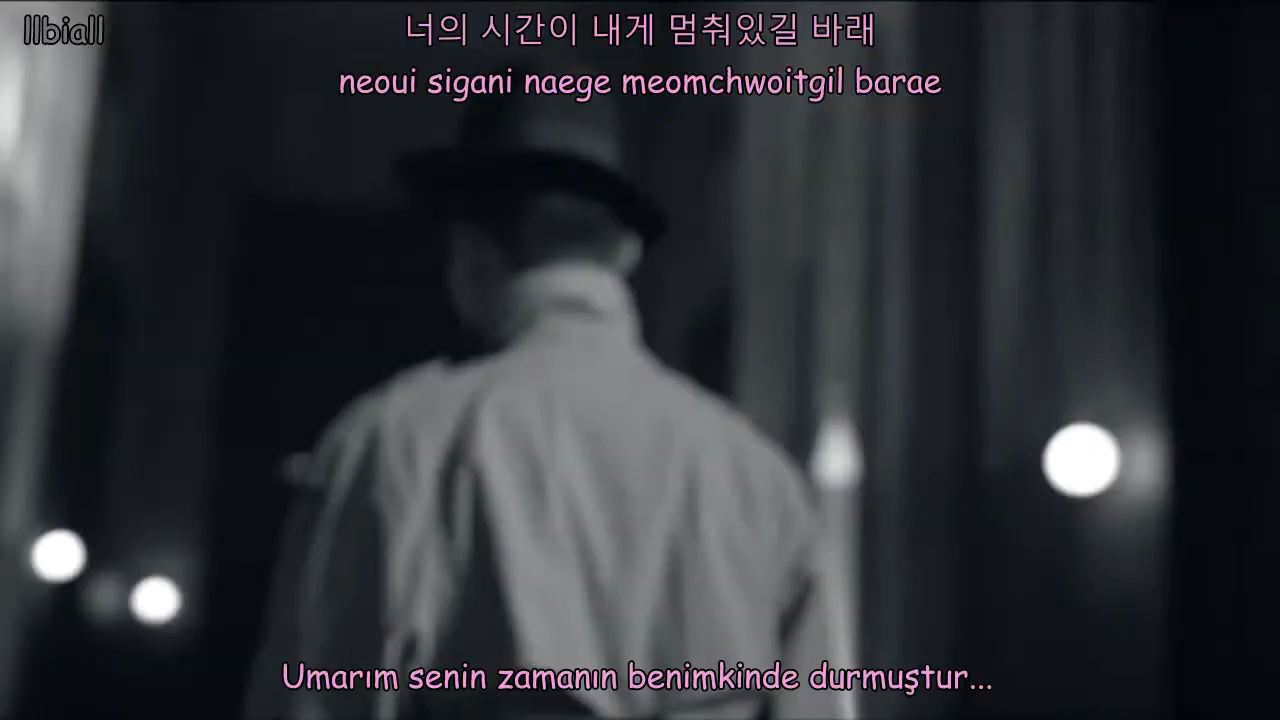 llbiall
너의 시간이 내게 멈춰있길 바래
neoui sigani naege meomchwoitgil barae
Umarım senin zamanın benimkinde durmuştur...